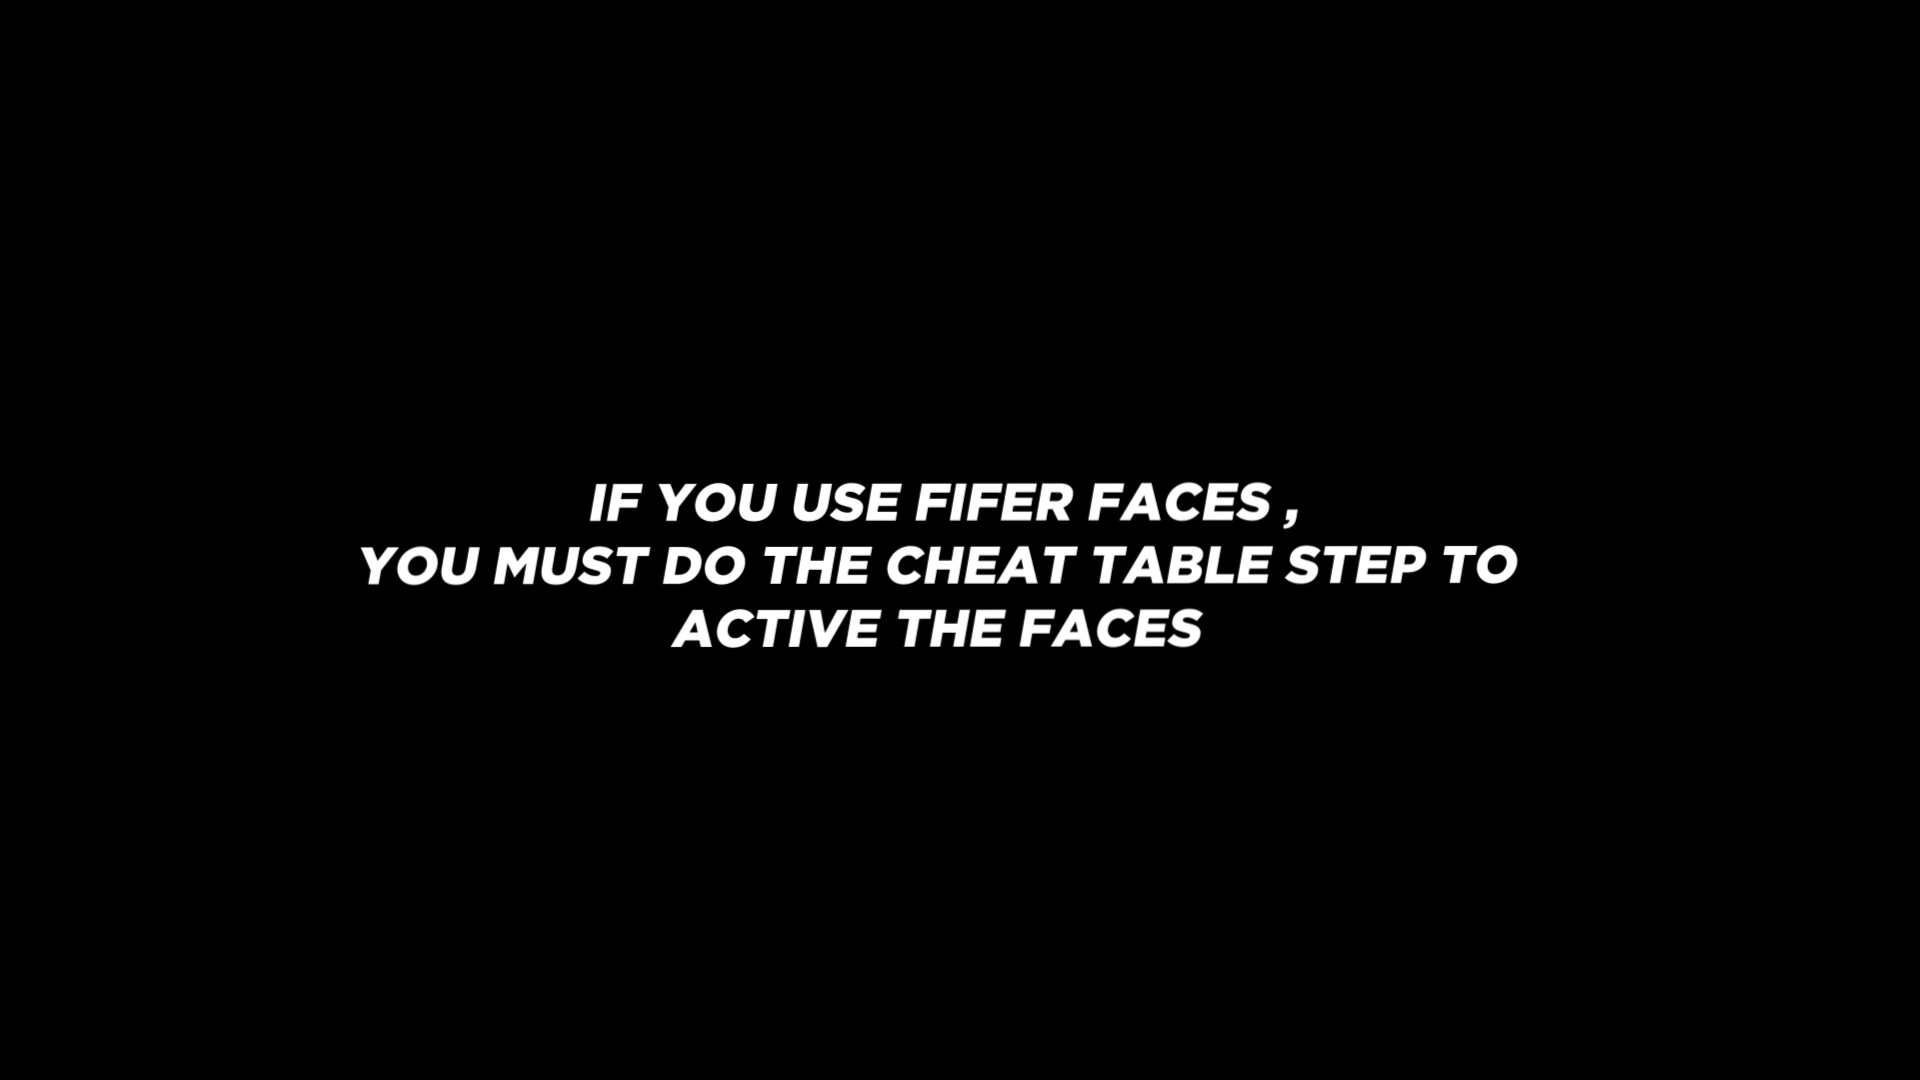 IF YOU USE FIFER FACES ,
YOU MUST DO THE CHEAT TABLE STEP TO
ACTIVE THE FACES